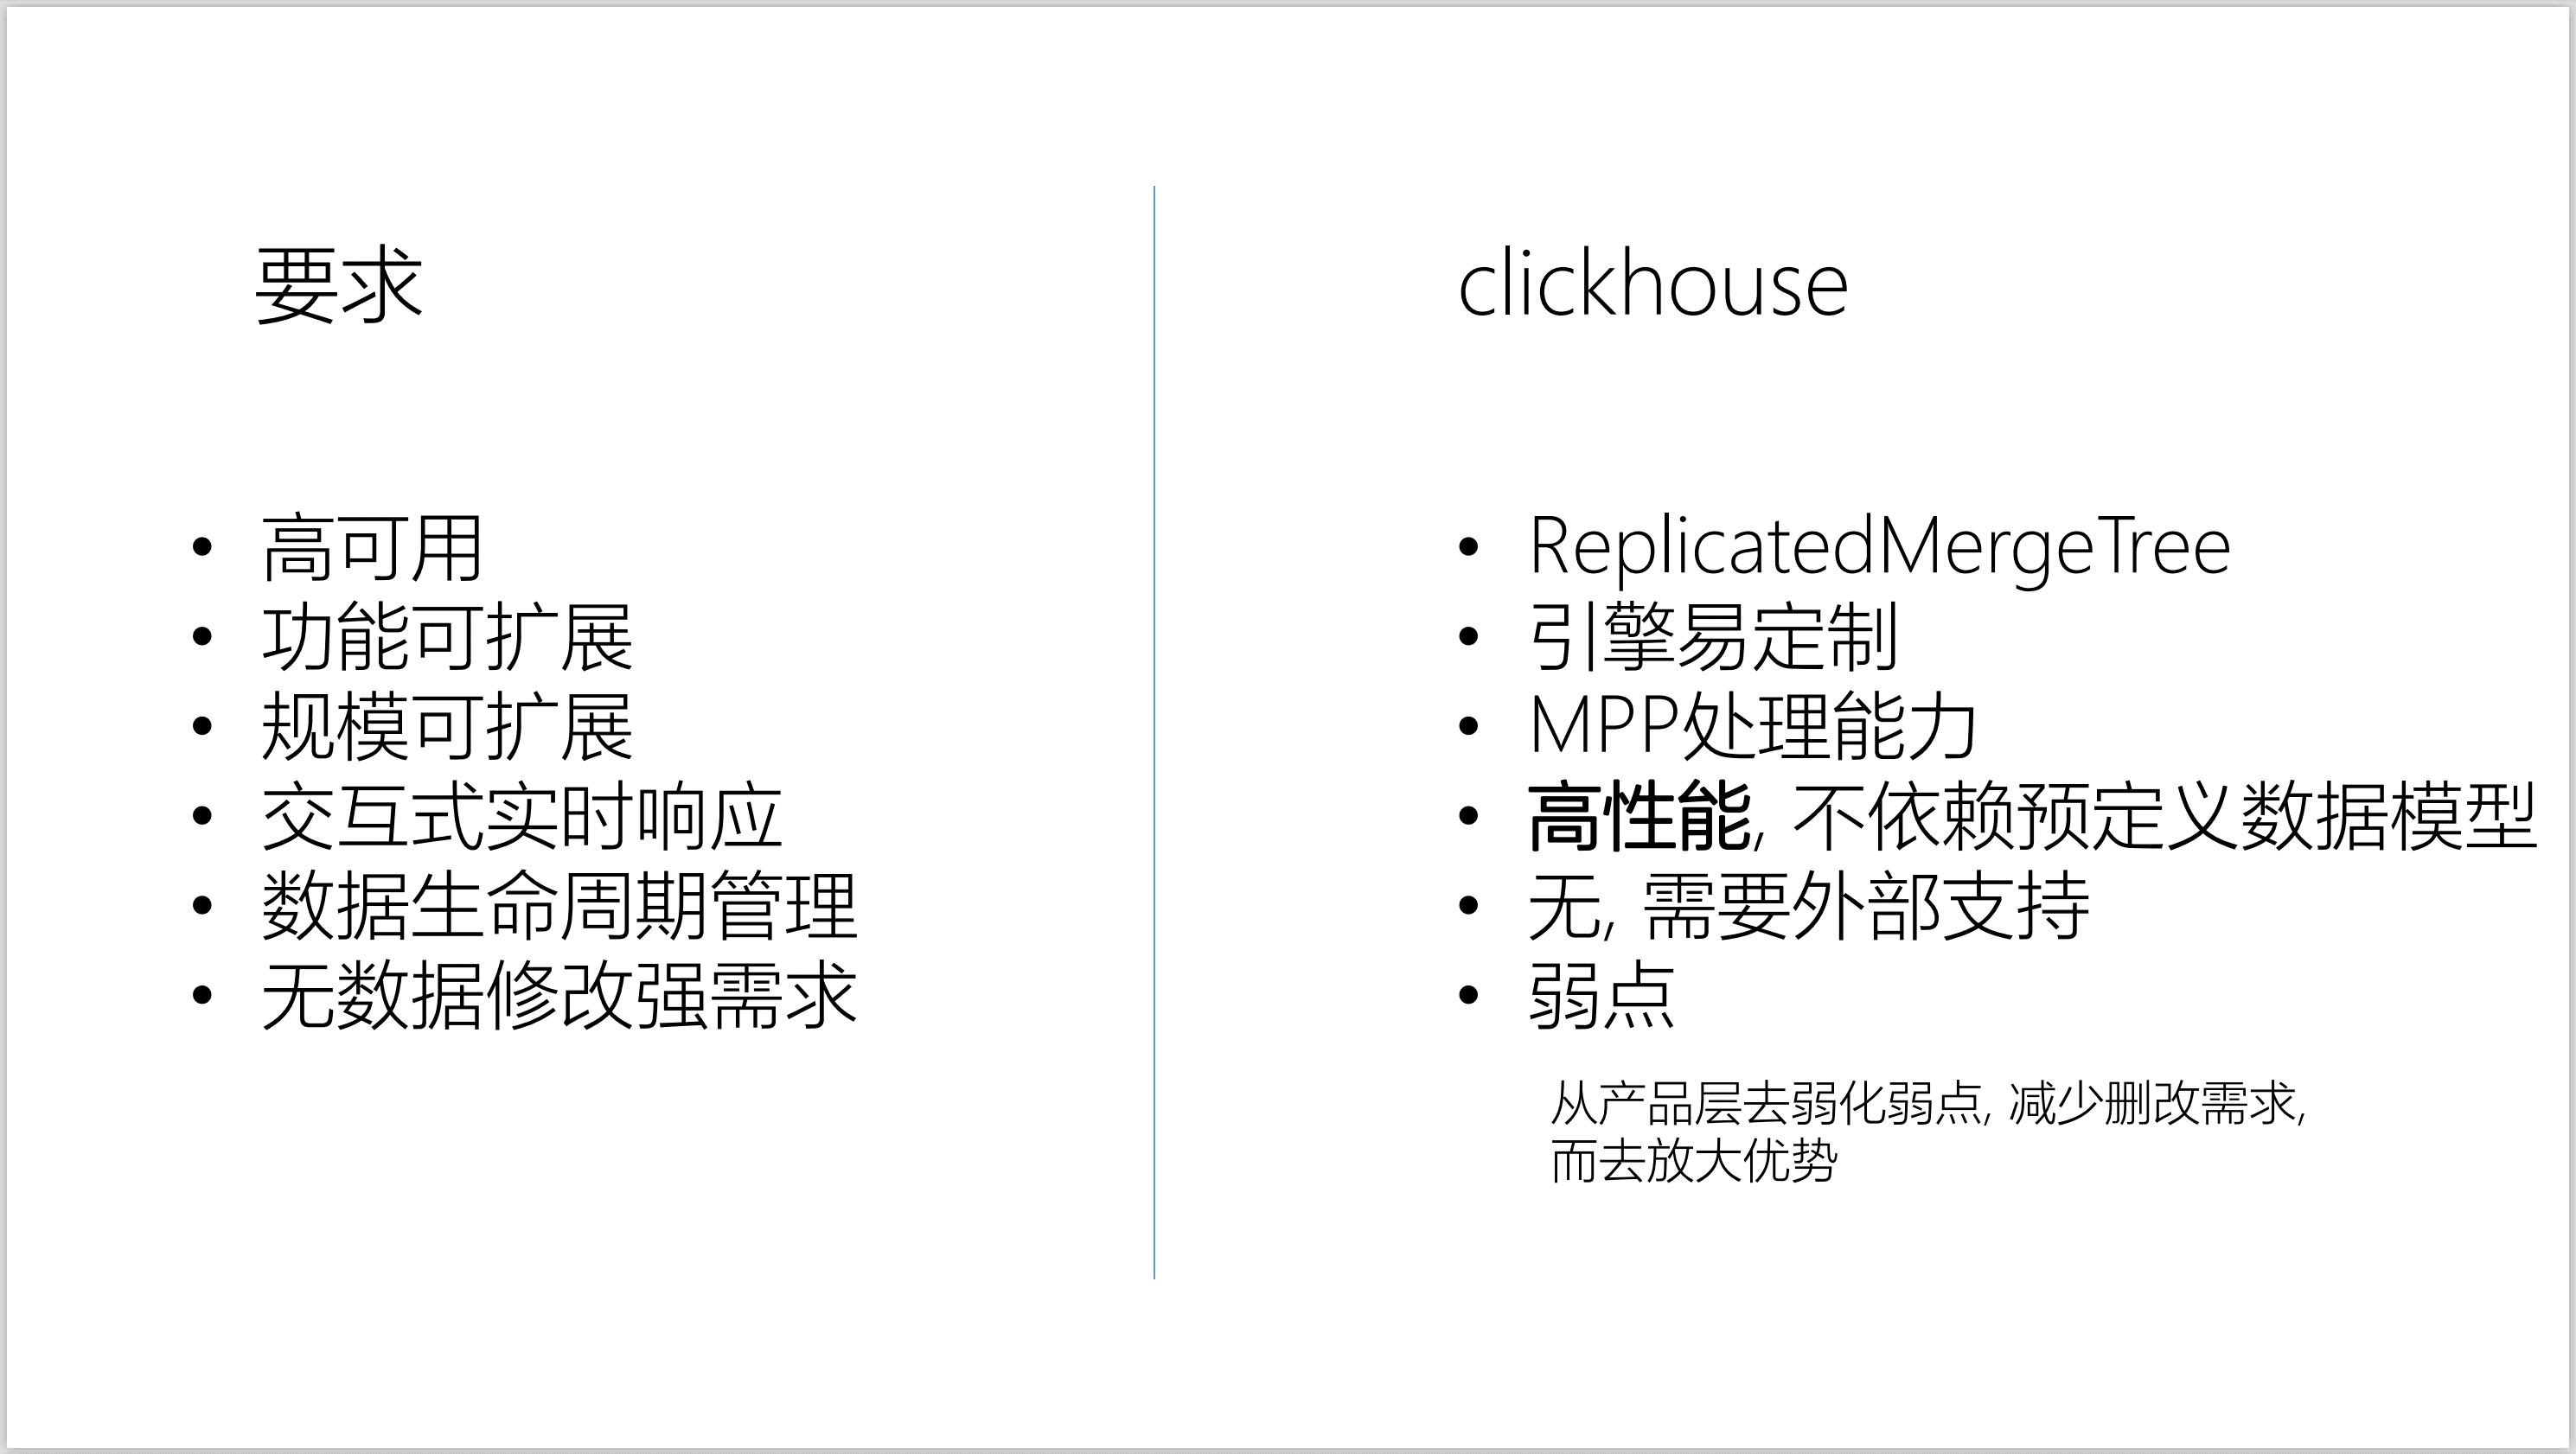 要求
• 高可用
• 功能可扩展
• 规模可扩展
• 交互式实时响应
• 数据生命周期管理
• 无数据修改强需求
clickhouse
• ReplicatedMergeTree
• 引擎易定制
• MPP处理能力
• 高性能, 不依赖预定义数据模型
• 无, 需要外部支持
• 弱点
从产品层去弱化弱点, 减少删改需求,
而去放大优势